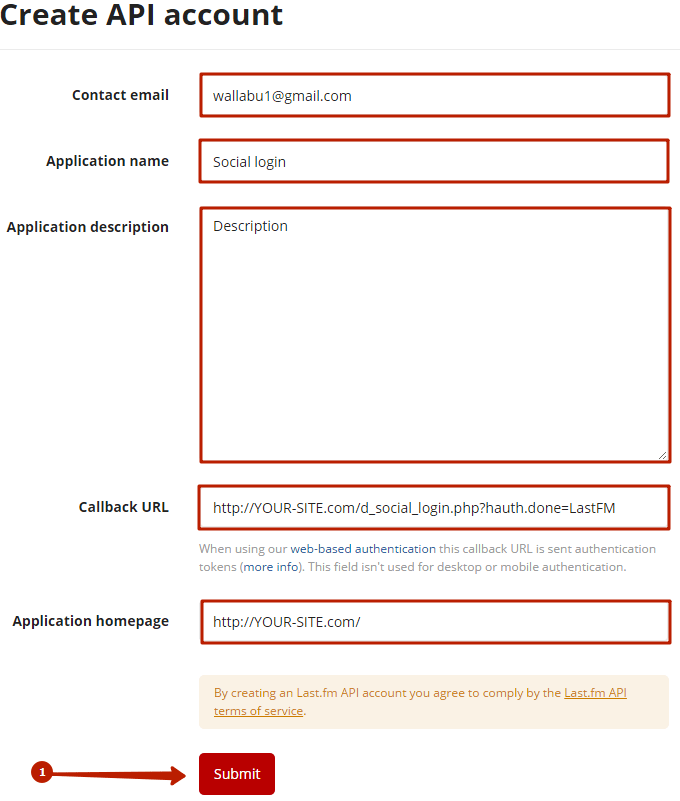 Create API account
Contact email
wallabu1@gmail.com
Application name
Social login
Application description
Description
Callback URL
http://YOUR-SITE.com/d_social_login.php?hauth.done=LastFM
When using our web-based authentication this callback URL is sent authentication
tokens (more info). This field isn't used for desktop or mobile authentication.
Application homepage
http://YOUR-SITE.com/
By creating an Last.fm API account you agree to comply by the Last.fm API
terms of service.
1
Submit